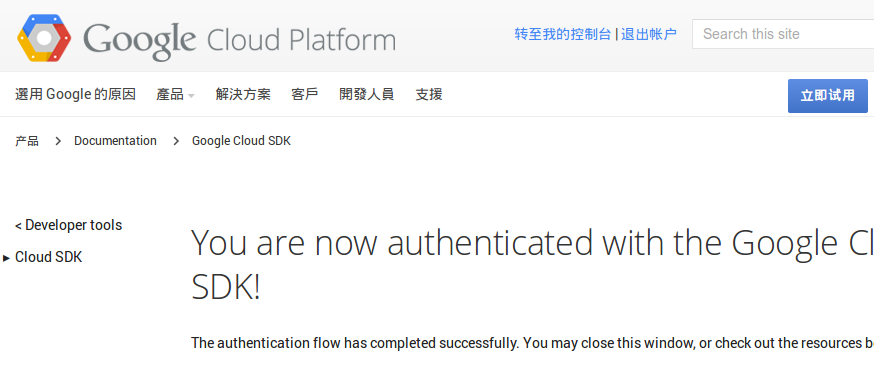 Google Cloud Platform
转至我的控制台 | 退出帐户
Search this site
選用 Google 的原因 產品 解決方案 客戶 開發人員 支援
立即试用
产品 > Documentation > Google Cloud SDK
< Developer tools
Cloud SDK
You are now authenticated with the Google Cl
SDK!
The authentication flow has completed successfully. You may close this window, or check out the resources b